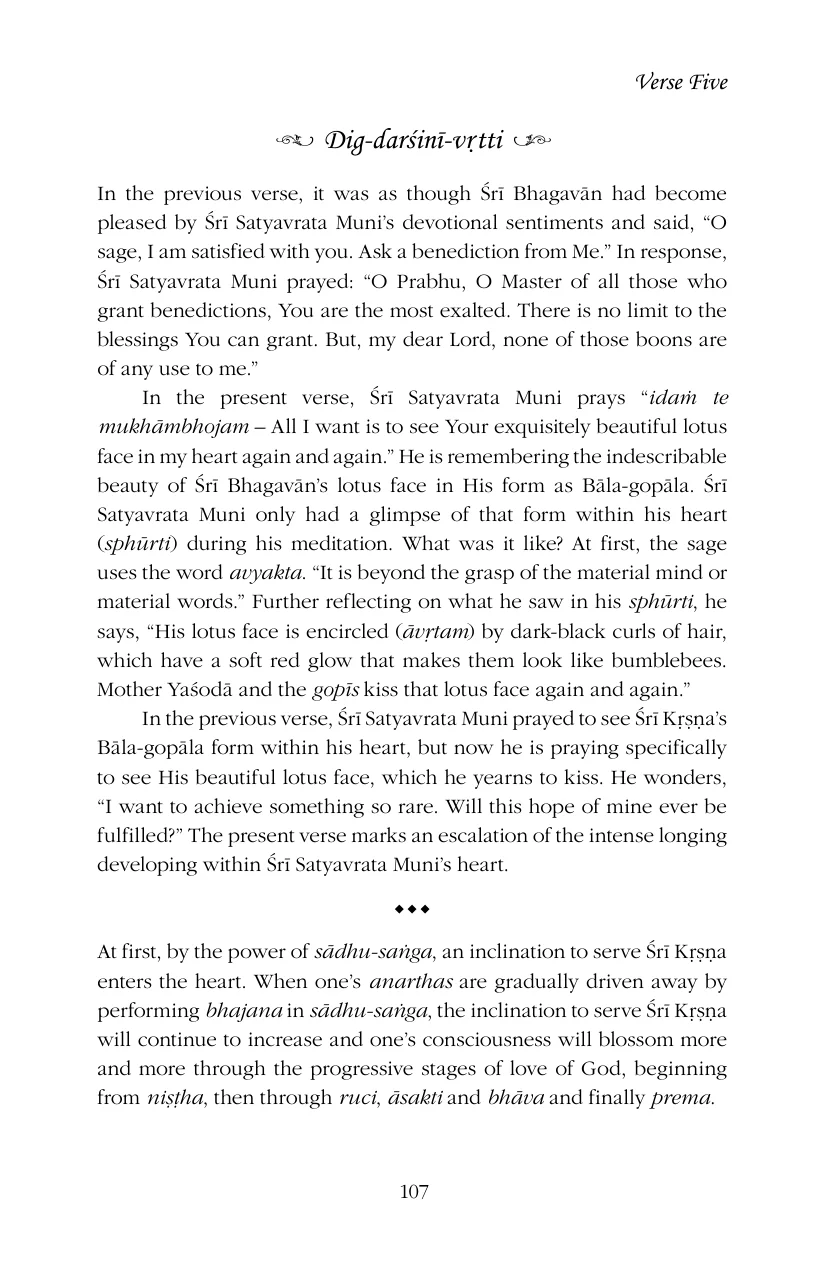 Verse Five
Dig-darśinī-vṛtti
In the previous verse, it was as though Śrī Bhagavān had become
pleased by Śrī Satyavrata Muni’s devotional sentiments and said, “O
sage, I am satisfied with you. Ask a benediction from Me.” In response,
Śrī Satyavrata Muni prayed: “O Prabhu, O Master of all those who
grant benedictions, You are the most exalted. There is no limit to the
blessings You can grant. But, my dear Lord, none of those boons are
of any use to me.”
In the present verse, Śrī Satyavrata Muni prays “idaṁ te
mukhāmbhojam – All I want is to see Your exquisitely beautiful lotus
face in my heart again and again.” He is remembering the indescribable
beauty of Śrī Bhagavān’s lotus face in His form as Bāla-gopāla. Śrī
Satyavrata Muni only had a glimpse of that form within his heart
(sphūrti) during his meditation. What was it like? At first, the sage
uses the word avyakta. “It is beyond the grasp of the material mind or
material words.” Further reflecting on what he saw in his sphūrti, he
says, “His lotus face is encircled (āvṛtam) by dark-black curls of hair,
which have a soft red glow that makes them look like bumblebees.
Mother Yaśodā and the gopīs kiss that lotus face again and again.”
In the previous verse, Śrī Satyavrata Muni prayed to see Śrī Kṛṣṇa’s
Bāla-gopāla form within his heart, but now he is praying specifically
to see His beautiful lotus face, which he yearns to kiss. He wonders,
“I want to achieve something so rare. Will this hope of mine ever be
fulfilled?” The present verse marks an escalation of the intense longing
developing within Śrī Satyavrata Muni’s heart.
At first, by the power of sādhu-saṅga, an inclination to serve Śrī Kṛṣṇa
enters the heart. When one’s anarthas are gradually driven away by
performing bhajana in sādhu-saṅga, the inclination to serve Śrī Kṛṣṇa
will continue to increase and one’s consciousness will blossom more
and more through the progressive stages of love of God, beginning
from niṣṭha, then through ruci, āsakti and bhāva and finally prema.
107